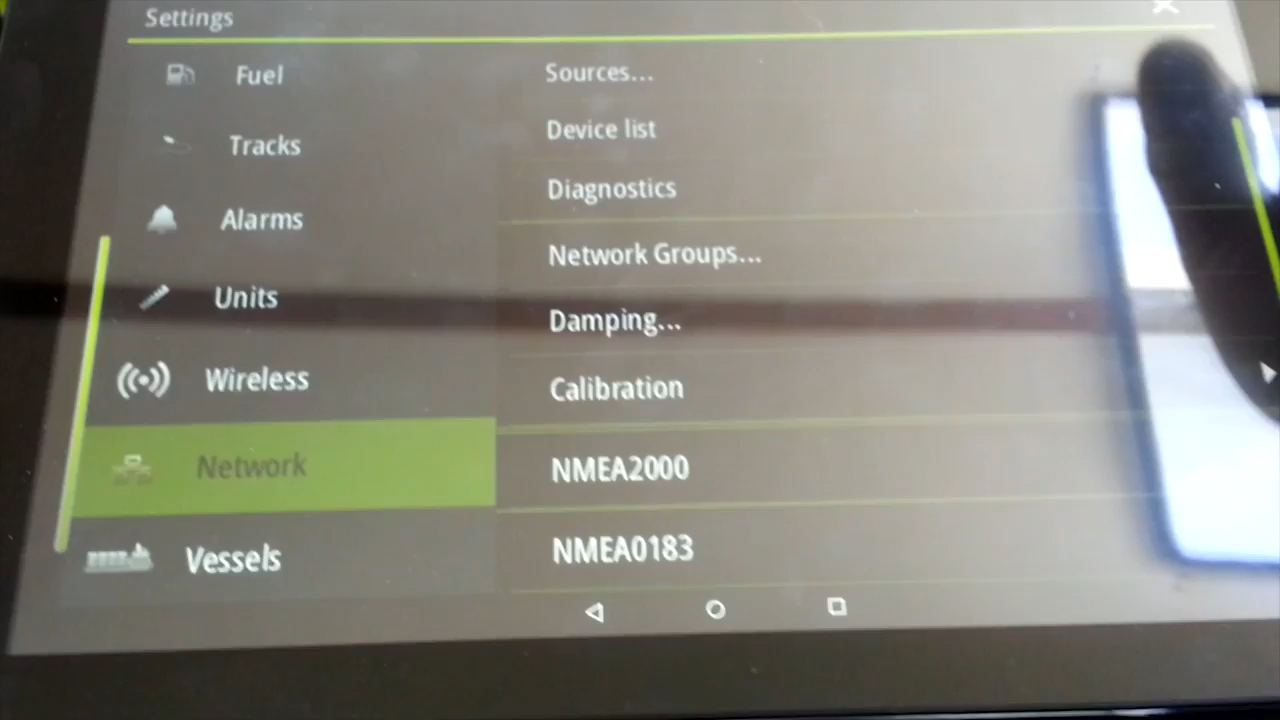 Settings
Fuel
Tracks
Alarms
Units
Wireless
Network
Vessels
Sources...
Device list
Diagnostics
Network Groups...
Damping...
Calibration
NMEA2000
NMEA0183